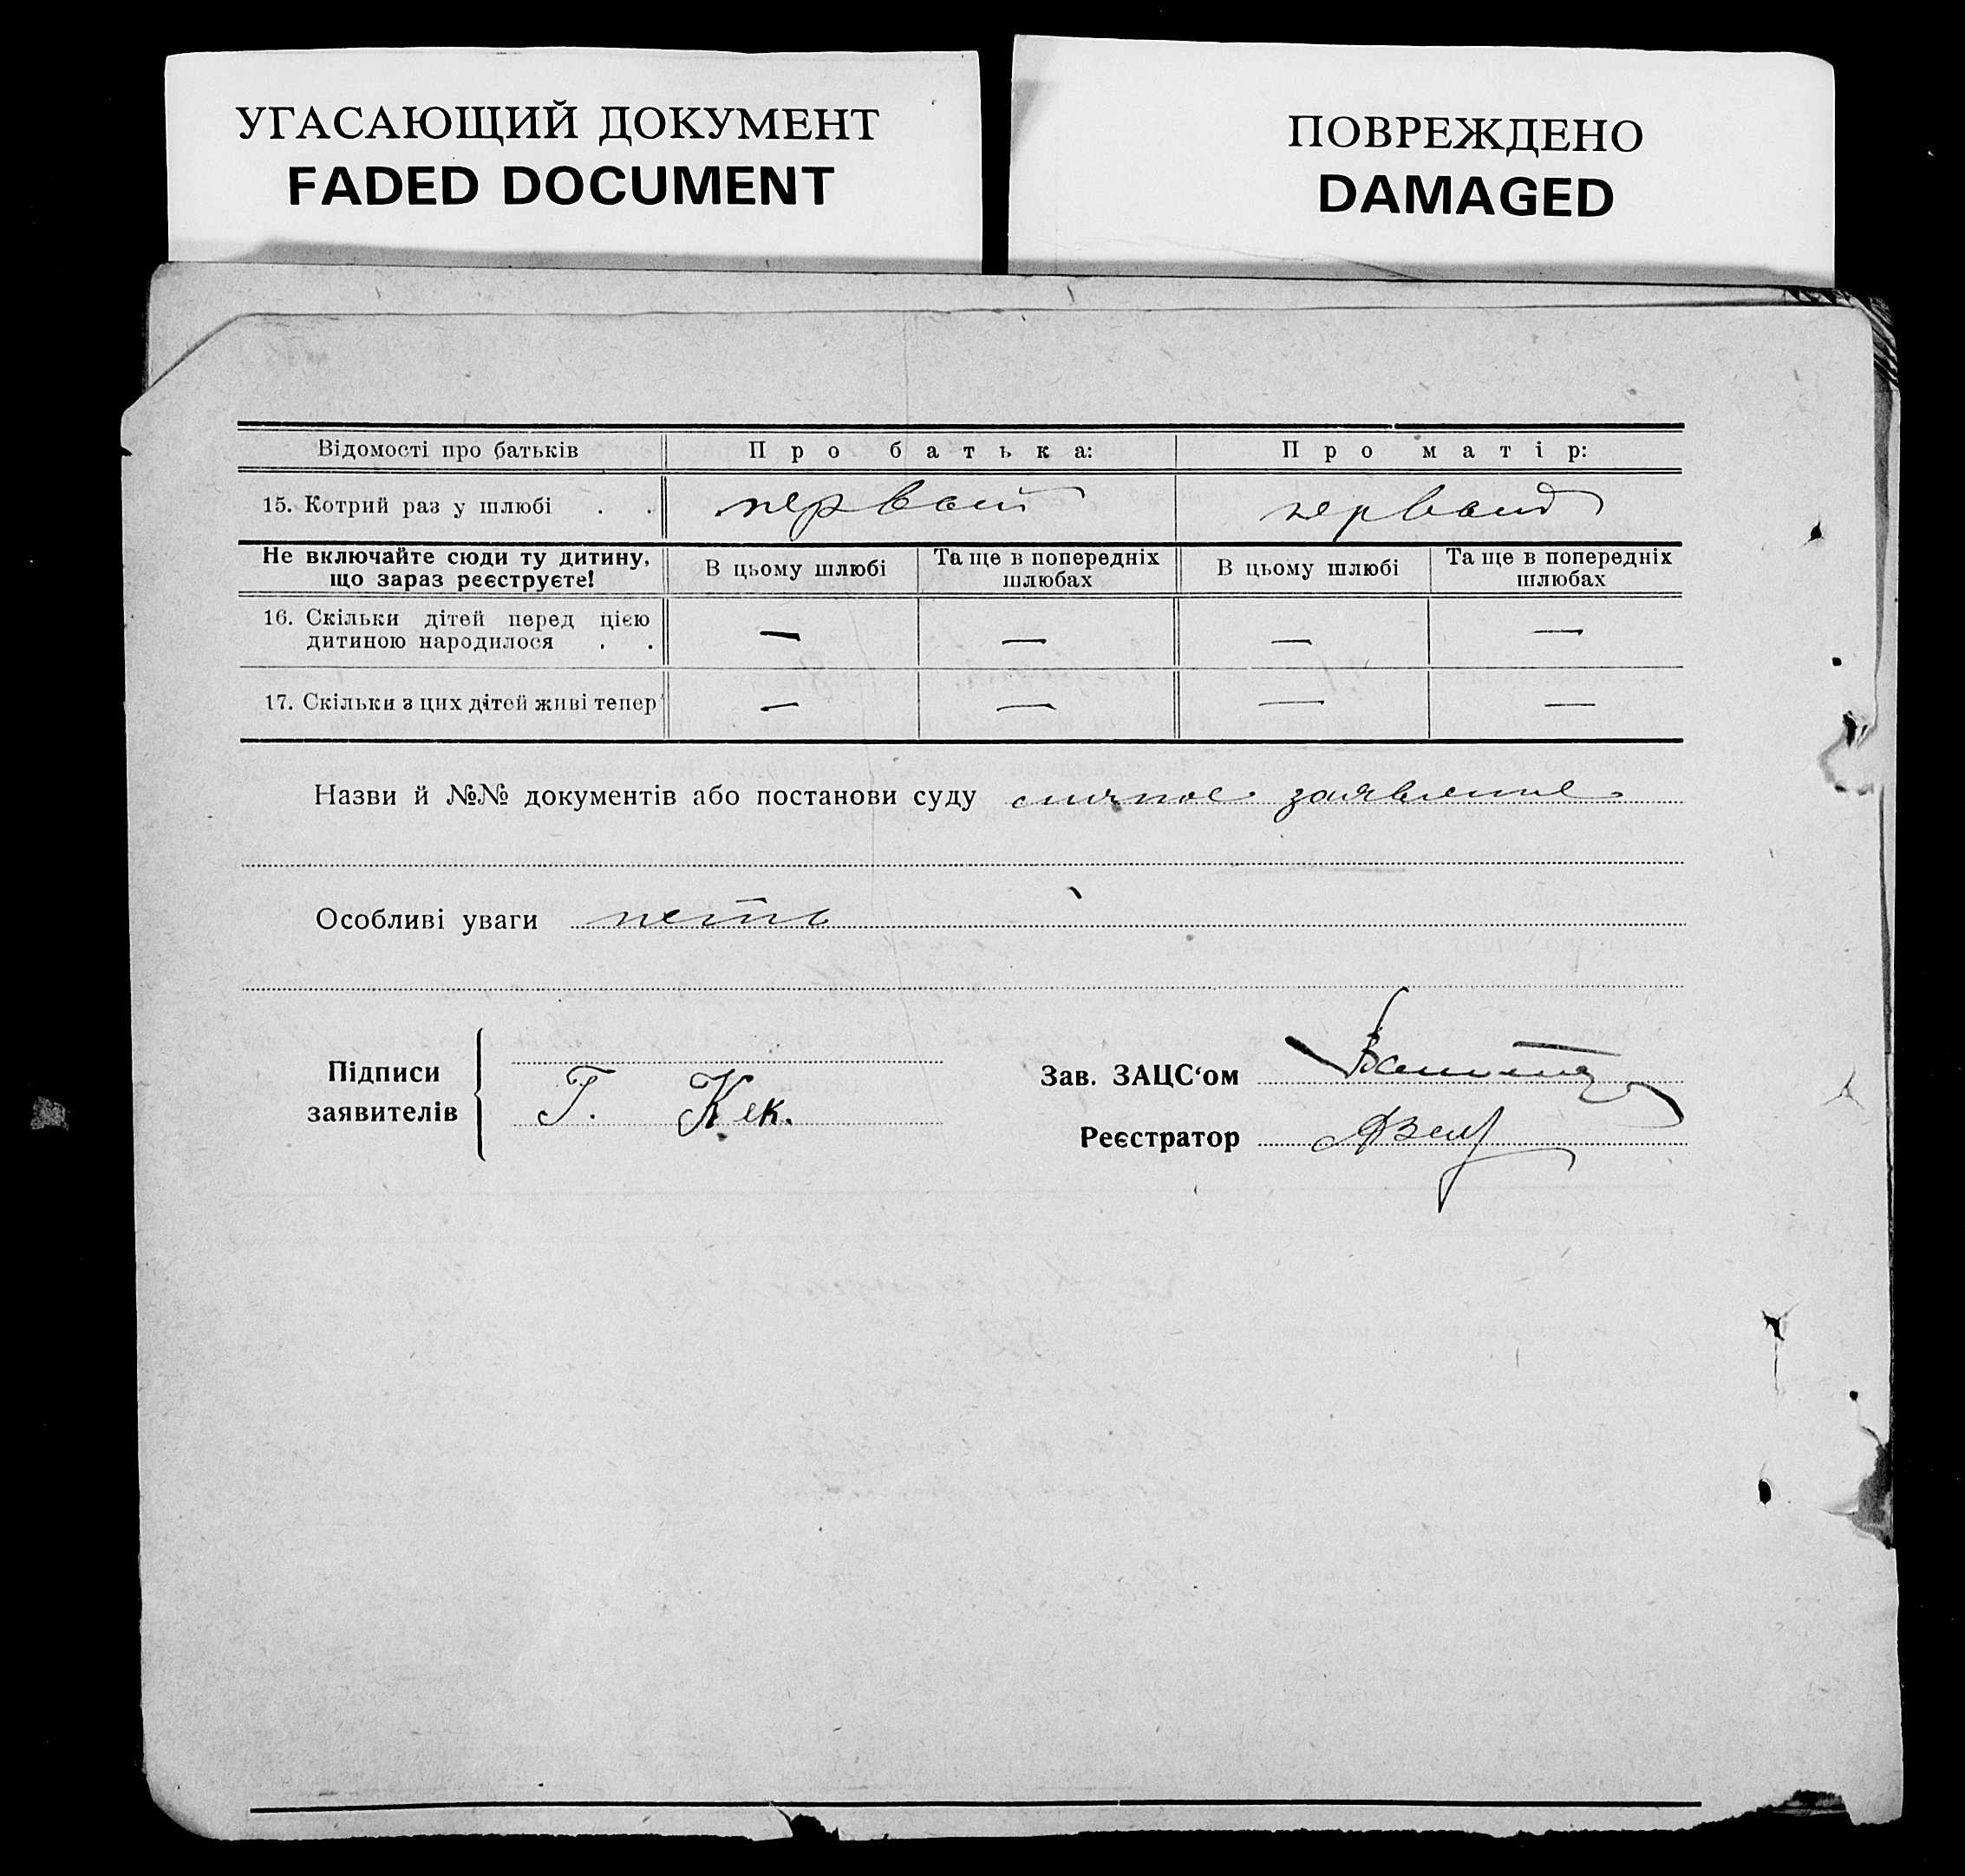 УГАСАЮЩИЙ ДОКУМЕНТ
FADED DOCUMENT
ПОВРЕЖДЕНО
DAMAGED
Відомості про батьків Про батька: Про матір:
15. Котрий раз у шлюбі . . первый первый
Не включайте сюди ту дитину, що зараз реєструєте! В цьому шлюбі Та ще в попередніх шлюбах В цьому шлюбі Та ще в попередніх шлюбах
16. Скільки дітей перед цією
дитиною народилося . . — — — —
17. Скільки з цих дітей живі тепер — — — —
Назви й №№ документів або постанови суду заявление
Особливі уваги
Підписи
заявителів
Г. Кек.
Зав. ЗАЦС‘ом
Реєстратор